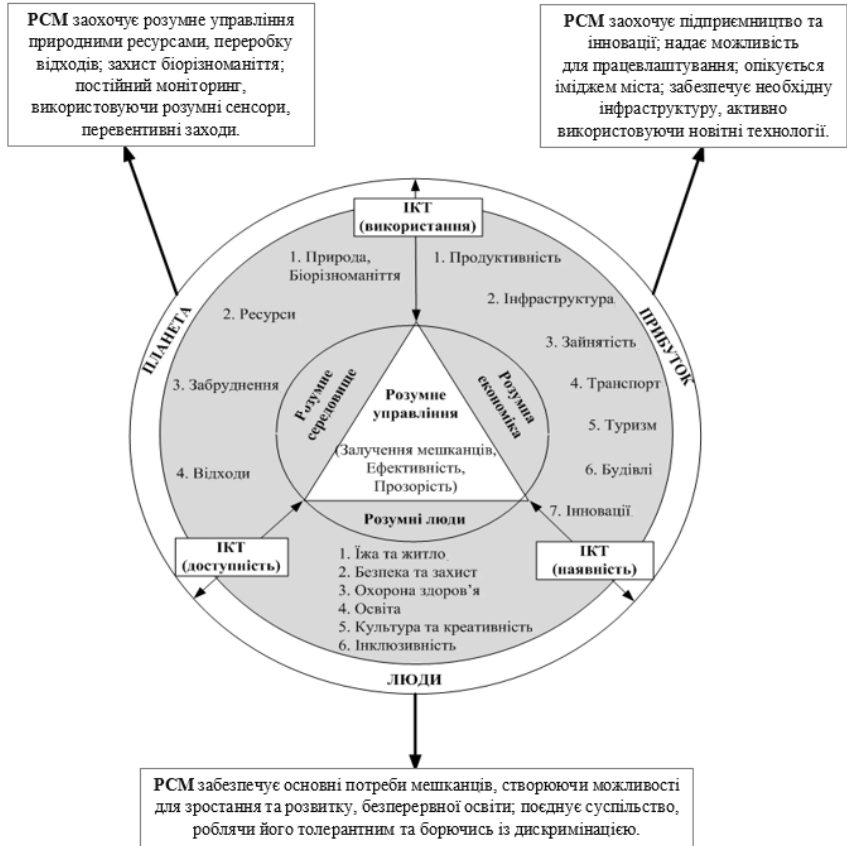 РСМ заохочує розумне управління
природними ресурсами, переробку
відходів; захист біорізноманіття;
постійний моніторинг,
використовуючи розумні сенсори,
перевентивні заходи.
РСМ заохочує підприємництво та
інновації; надає можливість
для працевлаштування; опікується
іміджем міста; забезпечує необхідну
інфраструктуру, активно
використовуючи новітні технології.
ІКТ
(використання)
ПЛАНЕТА
1. Природа,
Біорізноманіття
2. Ресурси
3. Забруднення
4. Відходи
1. Продуктивність
2. Інфраструктура
3. Зайнятість
4. Транспорт
5. Туризм
6. Будівлі
7. Інновації
ПРИБУТОК
Розумне
середовище
Розумне
управління
(Залучення мешканців,
Ефективність,
Прозорість)
Розумна
економіка
Розумні люди
ІКТ
(доступність)
ІКТ
(наявність)
1. Їжа та житло
2. Безпека та захист
3. Охорона здоров’я
4. Освіта
5. Культура та креативність
6. Інклюзивність
ЛЮДИ
РСМ забезпечує основні потреби мешканців, створюючи можливості
для зростання та розвитку, безперервної освіти; поєднує суспільство,
роблячи його толерантним та борючись із дискримінацією.